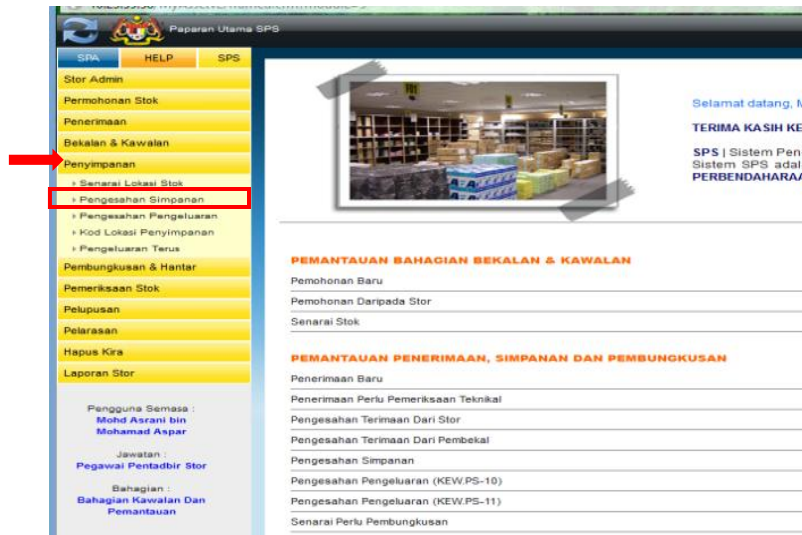 Paparan Utama SPS
SPA HELP SPS
Stor Admin
Permohonan Stok
Penerimaan
Bekalan & Kawalan
Penyimpanan
Senarai Lokasi Stok
Pengesahan Simpanan
Pengesahan Pengeluaran
Kod Lokasi Penyimpanan
Pengeluaran Terus
Pembungkusan & Hantar
Pemeriksaan Stok
Pelupusan
Pelarasan
Hapus Kira
Laporan Stor
Pengguna Semasa :
Mohd Asrani bin
Mohamad Aspar
Jawatan :
Pegawai Pentadbir Stor
Bahagian :
Bahagian Kawalan Dan
Pemantauan
Selamat datang, M
TERIMA KASIH KE
SPS | Sistem Pen
Sistem SPS adal
PERBENDAHARAA
PEMANTAUAN BAHAGIAN BEKALAN & KAWALAN
Pemohonan Baru
Pemohonan Daripada Stor
Senarai Stok
PEMANTAUAN PENERIMAAN, SIMPANAN DAN PEMBUNGKUSAN
Penerimaan Baru
Penerimaan Perlu Pemeriksaan Teknikal
Pengesahan Terimaan Dari Stor
Pengesahan Terimaan Dari Pembekal
Pengesahan Simpanan
Pengesahan Pengeluaran (KEW.PS-10)
Pengesahan Pengeluaran (KEW.PS-11)
Senarai Perlu Pembungkusan